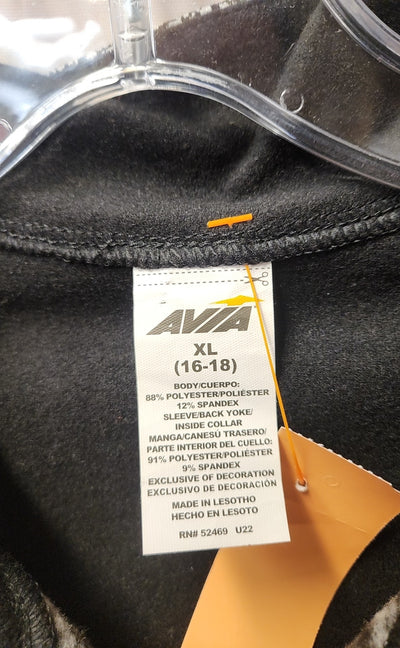 AVIA
XL
(16-18)
BODY/CUERPO:
88% POLYESTER/POLIÉSTER
12% SPANDEX
SLEEVE/BACK YOKE/
INSIDE COLLAR
MANGA/CANESÚ TRASERO/
PARTE INTERIOR DEL CUELLO:
91% POLYESTER/POLIÉSTER
9% SPANDEX
EXCLUSIVE OF DECORATION
EXCLUSIVO DE DECORACIÓN
MADE IN LESOTHO
HECHO EN LESOTO
RN# 52469 U22